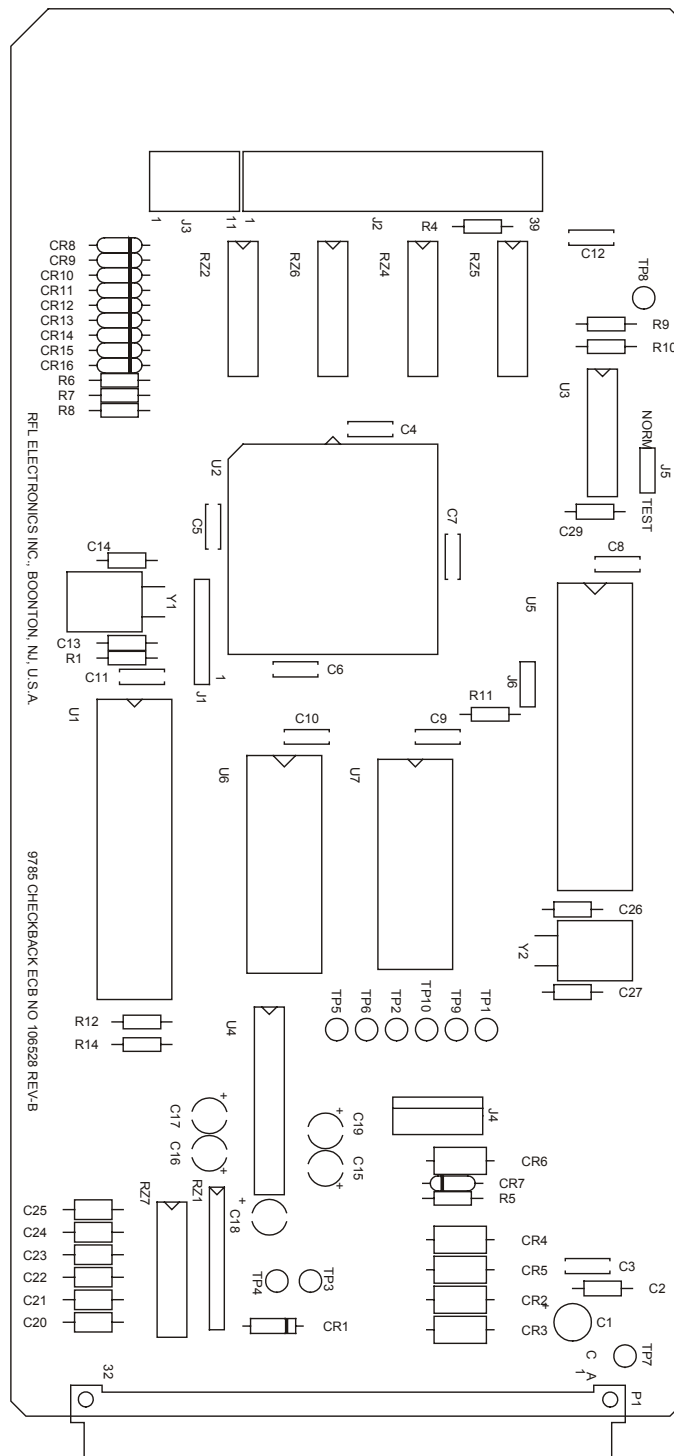 1
J3
11
1
J2
R4
39
C12
CR8
CR9
CR10
CR11
CR12
CR13
CR14
CR15
CR16
R6
R7
R8
RZ2
RZ6
RZ4
RZ5
TP8
R9
R10
U3
NORM
J5
TEST
C29
C4
U2
C5
C7
C8
U5
RFL ELECTRONICS INC., BOONTON, NJ, U.S.A.
C14
Y1
C13
R1
C11
J1
1
C6
J6
R11
U1
C10
C9
U6
U7
9785 CHECKBACK ECB NO 106528 REV-B
C26
Y2
C27
R12
R14
U4
TP5
TP6
TP2
TP10
TP9
TP1
C17
+
C16
+
+
C19
C15
+
J4
CR6
CR7
R5
RZ7
RZ1
+
C18
C25
C24
C23
C22
C21
C20
TP4
TP3
CR1
CR4
CR5
CR2
CR3
C3
C2
+
C1
C
A
1
TP7
32
P1